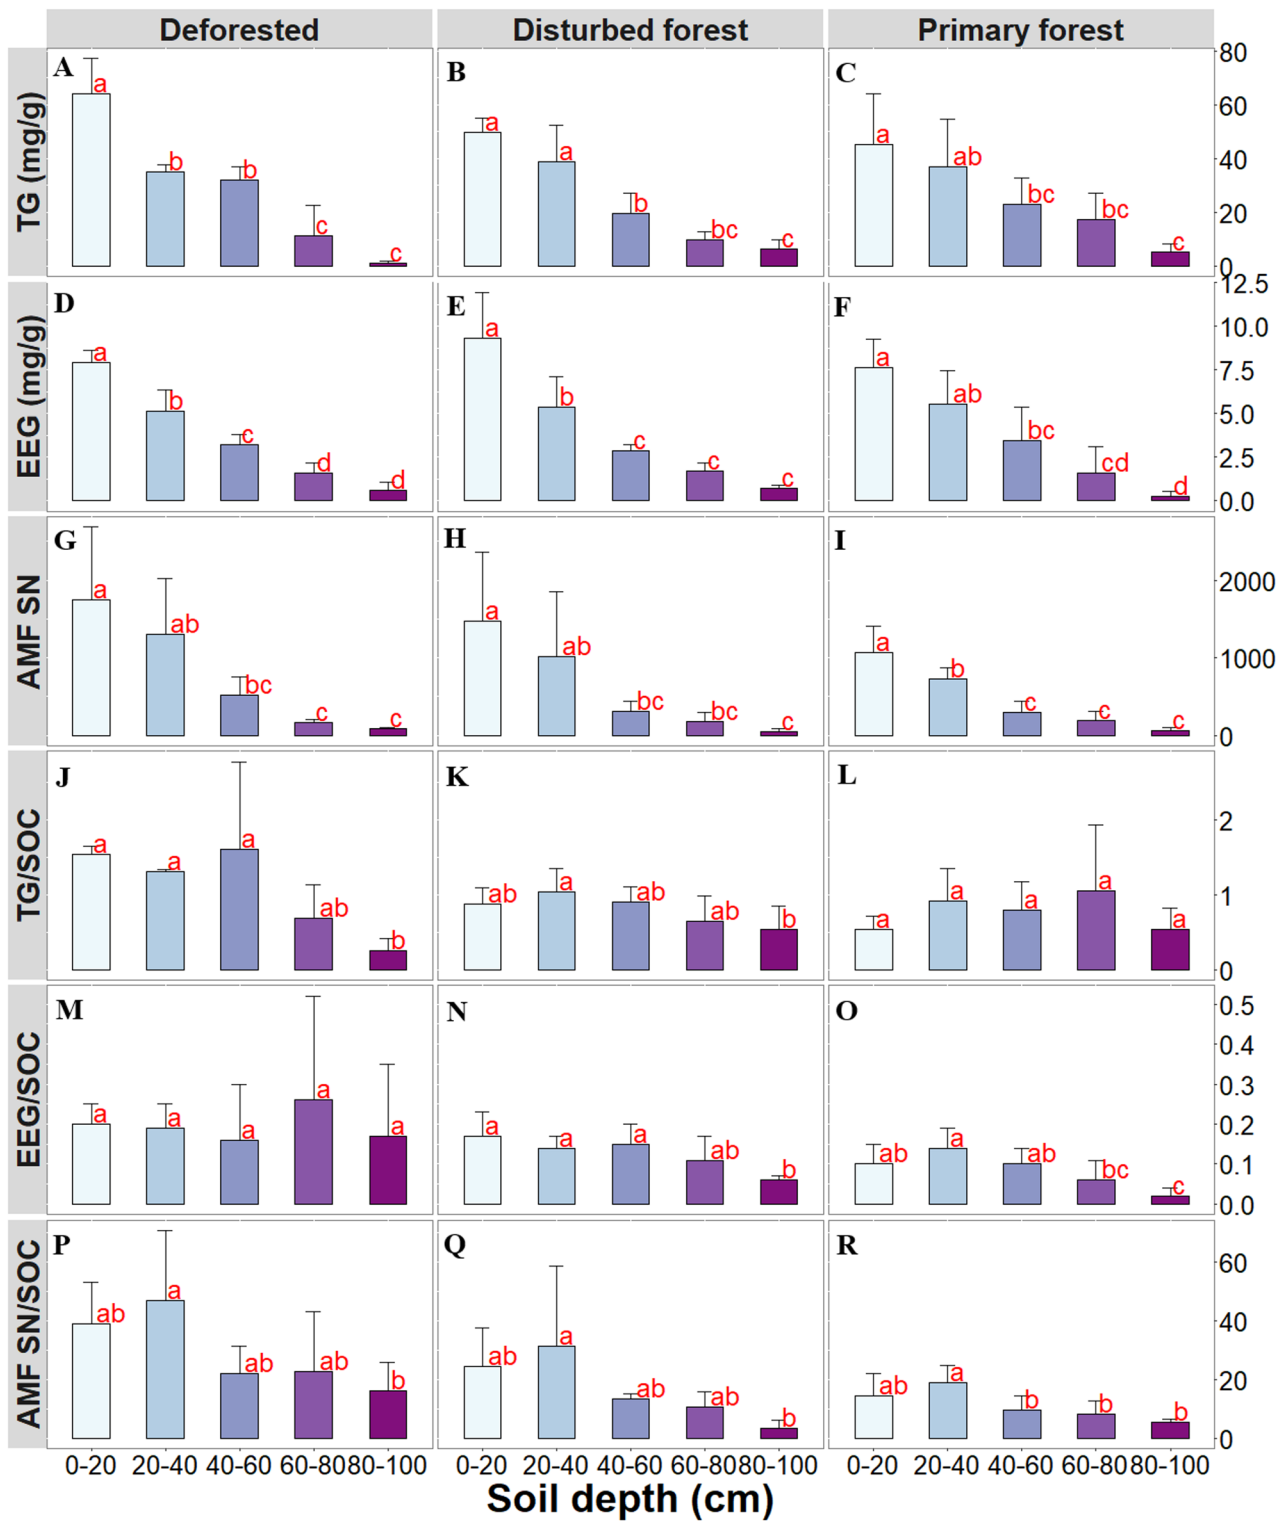 Deforested Disturbed forest Primary forest
TG (mg/g)
A a b b c c
B a a b bc c
C a ab bc bc c
80
60
40
20
0
EEG (mg/g)
D a b c d d
E a b c c c
F a ab bc cd d
12.5
10.0
7.5
5.0
2.5
0.0
AMF SN
G a ab bc c c
H a ab bc bc c
I a b c c c
2000
1000
0
TG/SOC
J a a a ab b
K ab a ab ab b
L a a a a a
2
1
0
EEG/SOC
M a a a a a
N a a a ab b
O ab a ab bc c
0.5
0.4
0.3
0.2
0.1
0.0
AMF SN/SOC
P ab a ab ab b
Q ab a ab ab b
R ab a b b b
60
40
20
0
0-20 20-40 40-60 60-80 80-100 0-20 20-40 40-60 60-80 80-100 0-20 20-40 40-60 60-80 80-100
Soil depth (cm)